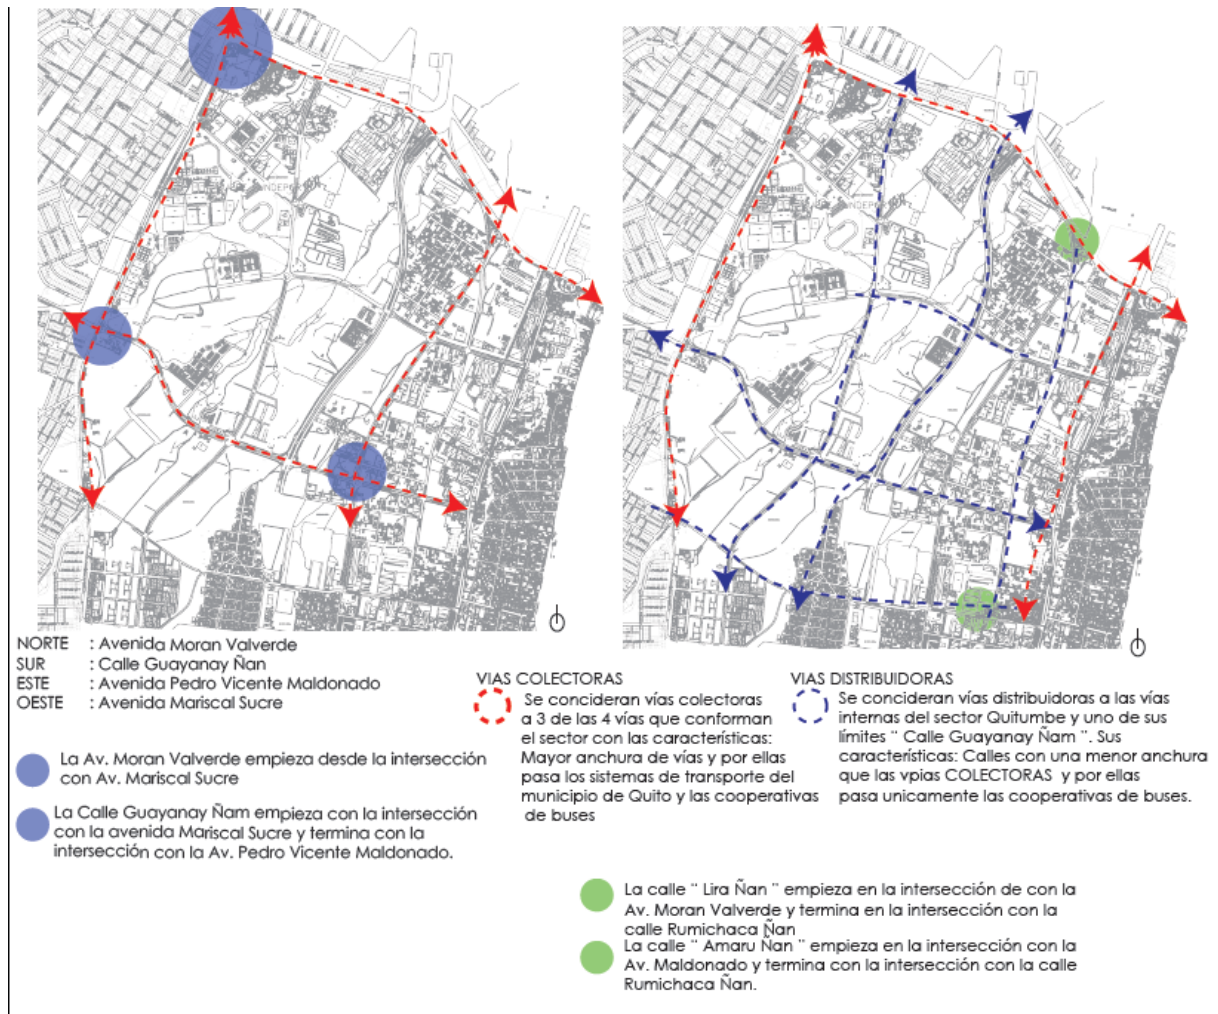 INDEPEN
INDEPEN
NORTE : Avenida Moran Valverde
SUR : Calle Guayanay Ñan
ESTE : Avenida Pedro Vicente Maldonado
OESTE : Avenida Mariscal Sucre
La Av. Moran Valverde empieza desde la intersección
con Av. Mariscal Sucre
La Calle Guayanay Ñam empieza con la intersección
con la avenida Mariscal Sucre y termina con la
intersección con la Av. Pedro Vicente Maldonado.
VIAS COLECTORAS
Se concideran vías colectoras
a 3 de las 4 vías que conforman
el sector con las características:
Mayor anchura de vías y por ellas
pasa los sistemas de transporte del
municipio de Quito y las cooperativas
de buses
VIAS DISTRIBUIDORAS
Se concideran vías distribuidoras a las vías
internas del sector Quitumbe y uno de sus
límites " Calle Guayanay Ñam ". Sus
características: Calles con una menor anchura
que las vpias COLECTORAS y por ellas
pasa unicamente las cooperativas de buses.
La calle " Lira Ñan " empieza en la intersección de con la
Av. Moran Valverde y termina en la intersección con la
calle Rumichaca Ñan
La calle " Amaru Ñan " empieza en la intersección con la
Av. Maldonado y termina con la intersección con la calle
Rumichaca Ñan.